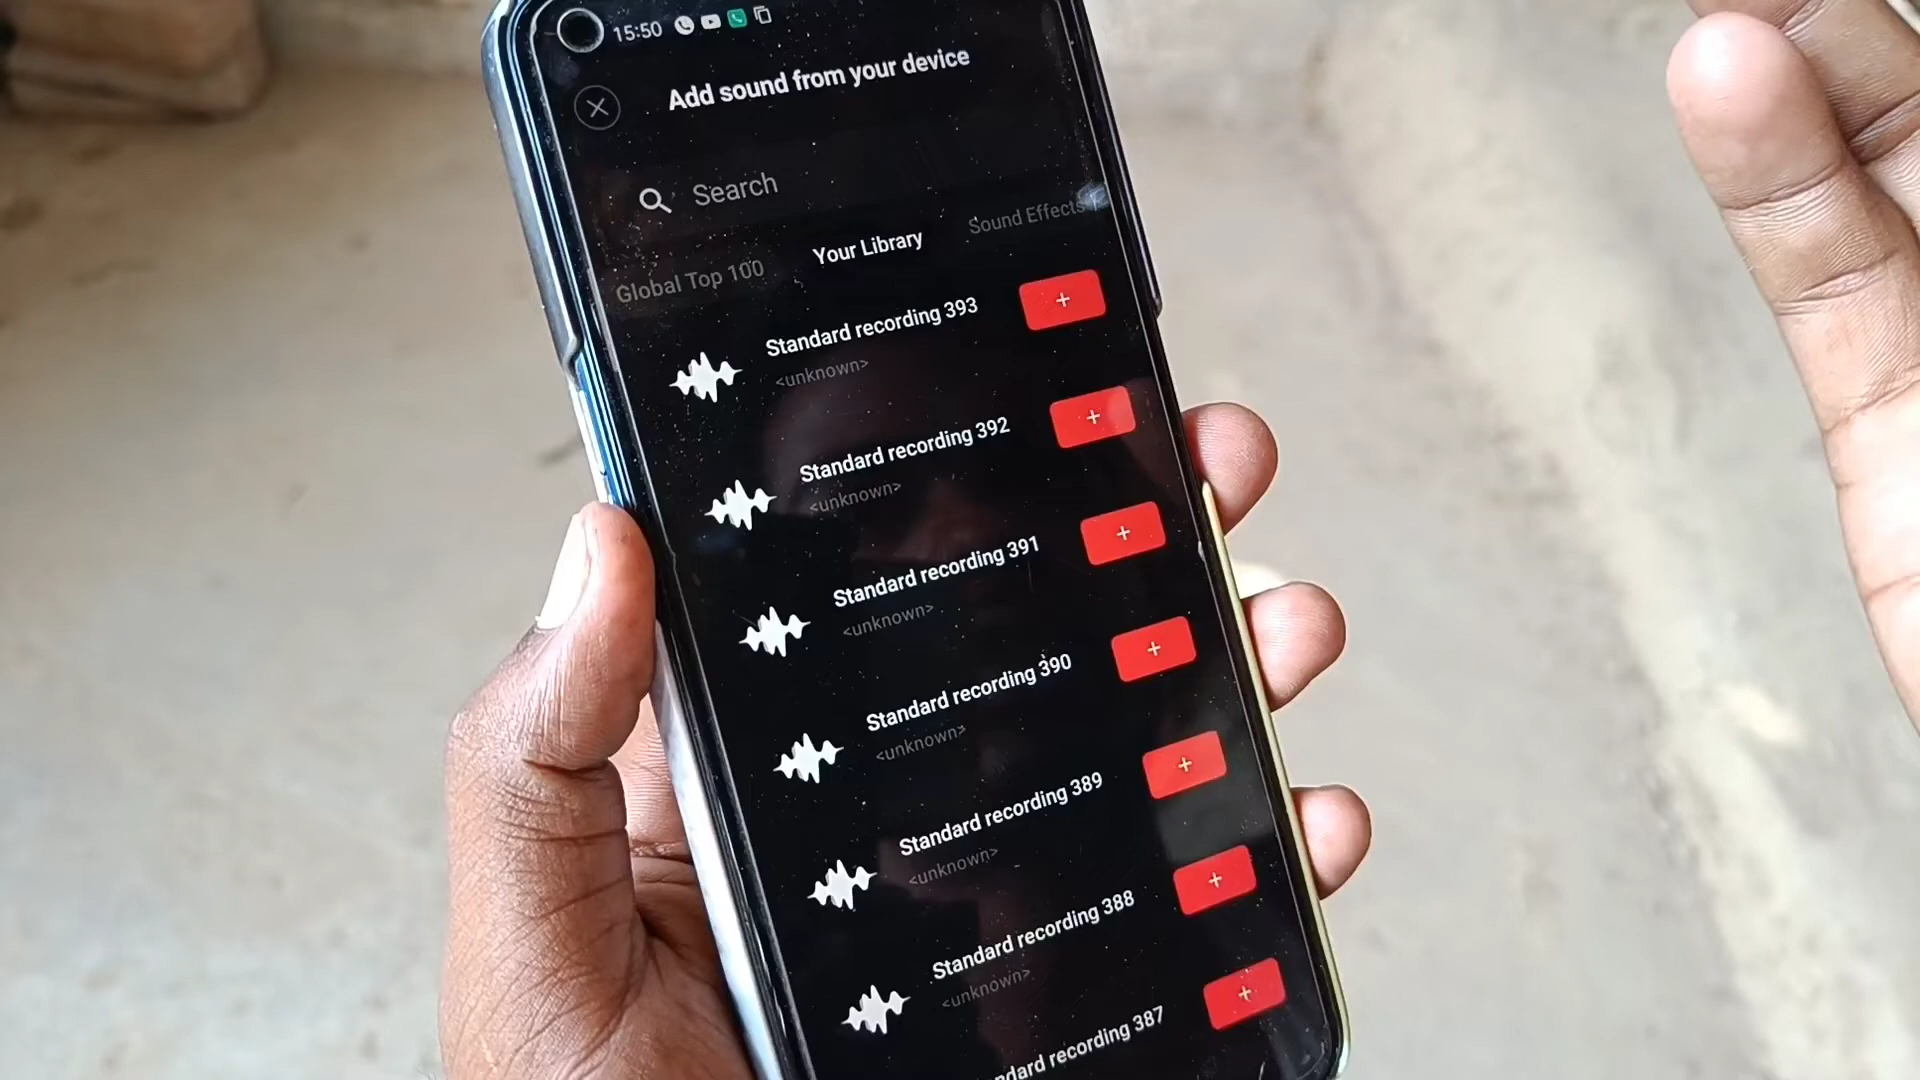 15:50
Add sound from your device
Search
Global Top 100
Your Library
Sound Effects
Standard recording 393
<unknown>
Standard recording 392
<unknown>
Standard recording 391
<unknown>
Standard recording 390
<unknown>
Standard recording 389
<unknown>
Standard recording 388
<unknown>
ndard recording 387